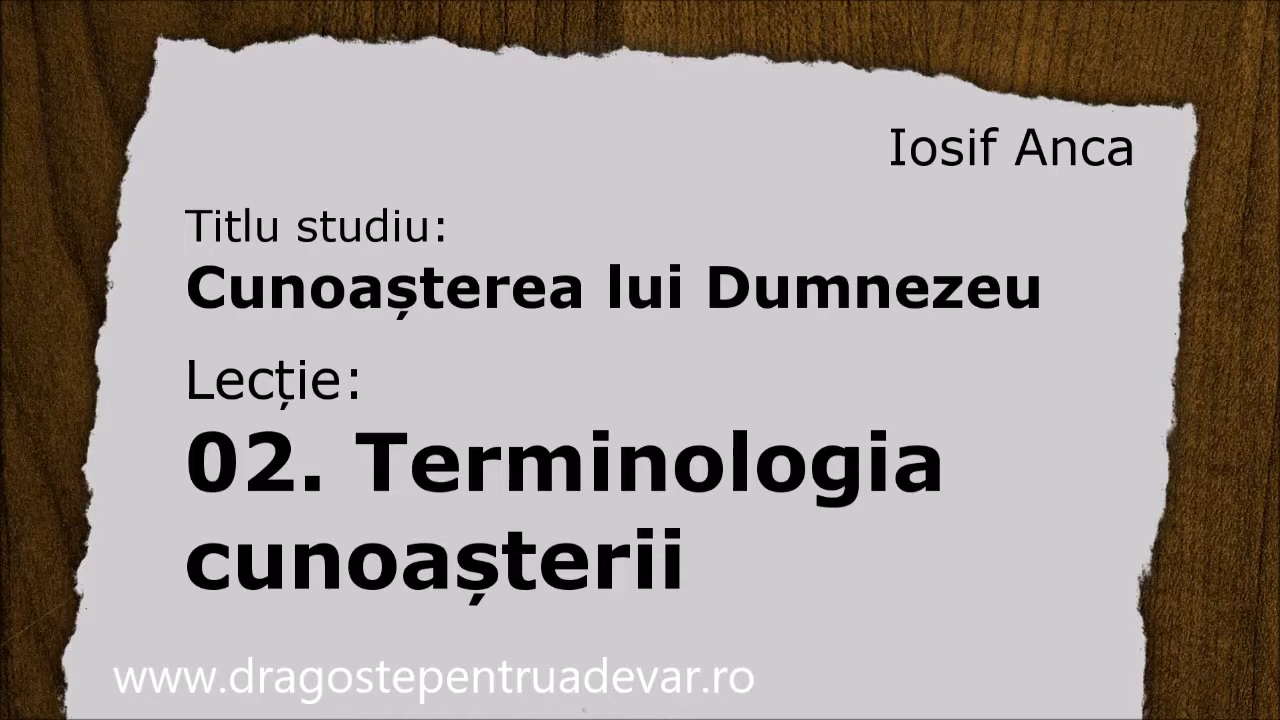 Iosif Anca
Titlu studiu:
Cunoașterea lui Dumnezeu
Lecție:
02. Terminologia
cunoașterii
www.dragostepentruadevar.ro